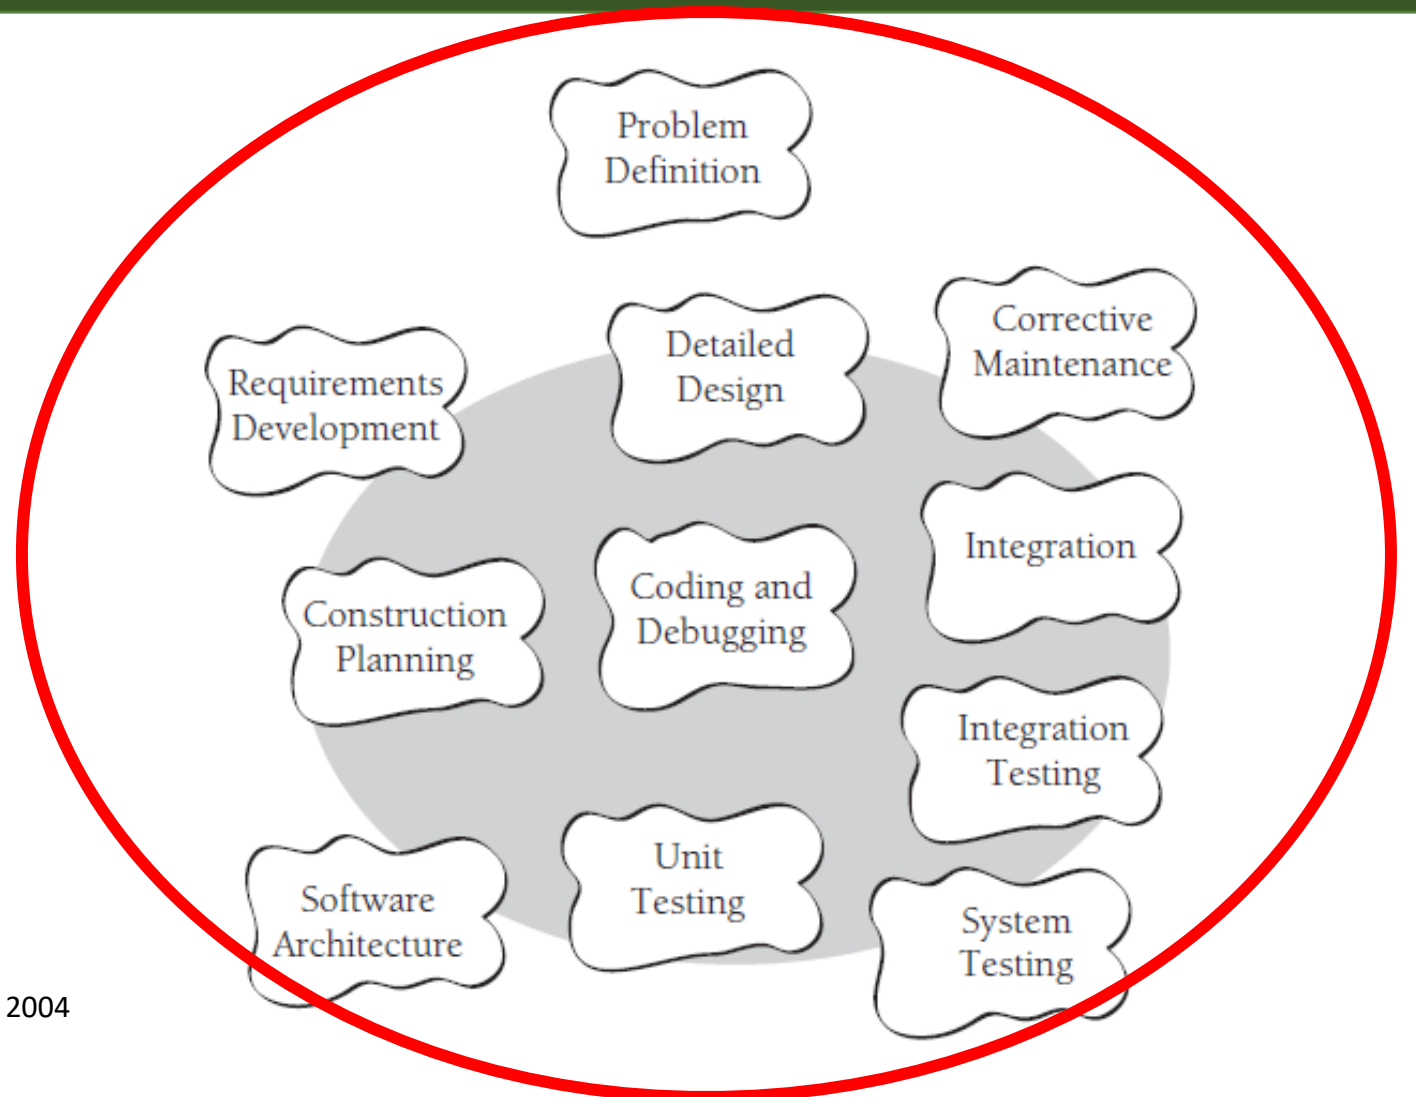 Problem
Definition
Corrective
Maintenance
Detailed
Design
Requirements
Development
Integration
Coding and
Debugging
Construction
Planning
Integration
Testing
Unit
Testing
Software
Architecture
System
Testing
2004